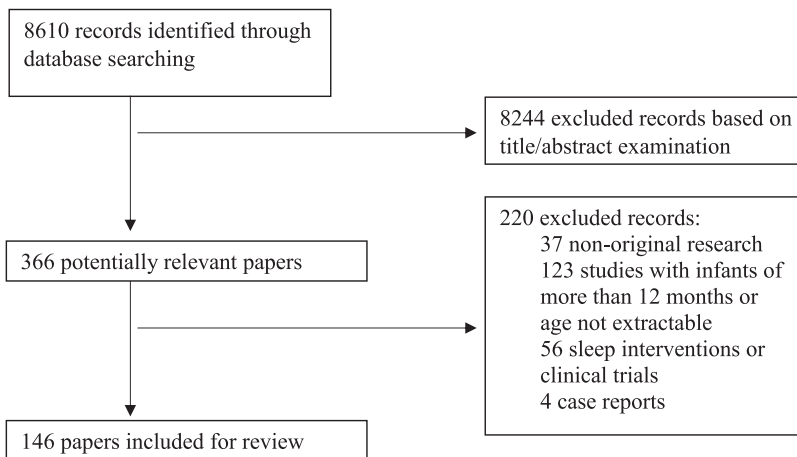 8610 records identified through
database searching
8244 excluded records based on
title/abstract examination
366 potentially relevant papers
220 excluded records:
37 non-original research
123 studies with infants of
more than 12 months or
age not extractable
56 sleep interventions or
clinical trials
4 case reports
146 papers included for review